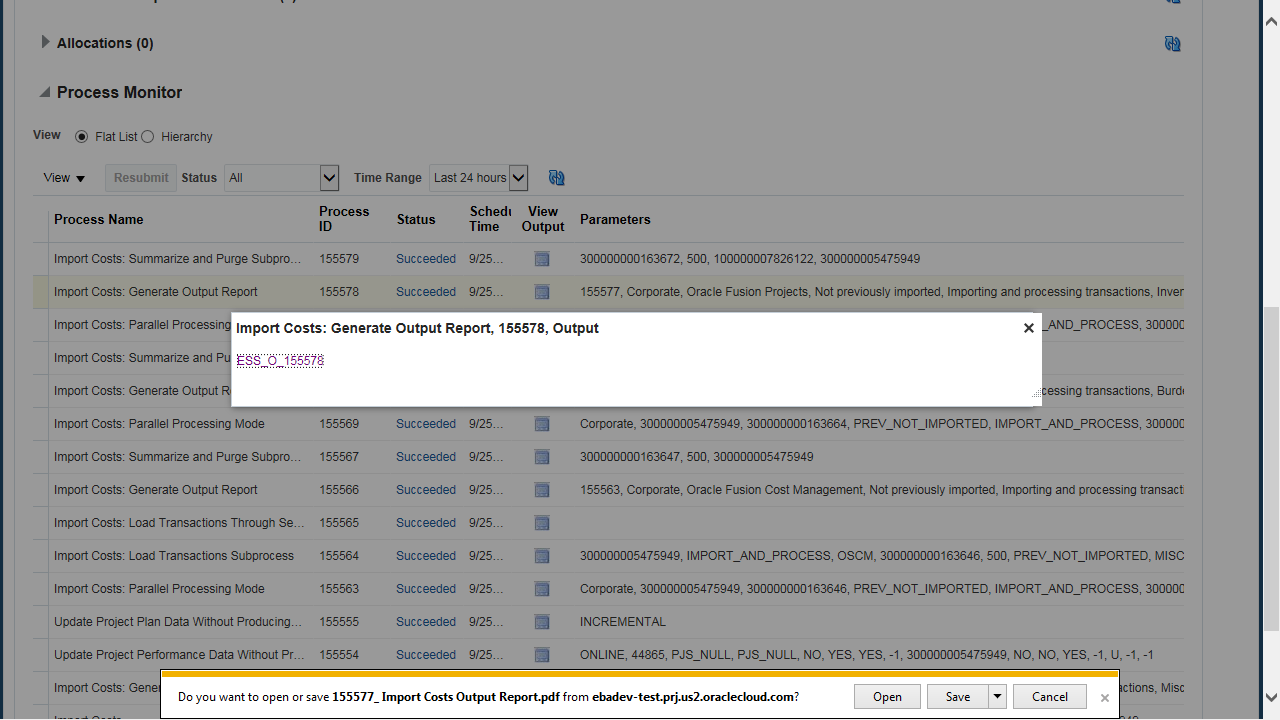 Allocations (0)
Process Monitor
View Flat List Hierarchy
View Resubmit Status All Time Range Last 24 hours
Process Name Process ID Status Schedu Time View Output Parameters
Import Costs: Summarize and Purge Subpro... 155579 Succeeded 9/25... 300000000163672, 500, 100000007826122, 300000005475949
Import Costs: Generate Output Report 155578 Succeeded 9/25... 155577, Corporate, Oracle Fusion Projects, Not previously imported, Importing and processing transactions, Inven
Import Costs: Parallel Processing _AND_PROCESS, 30000
Import Costs: Generate Output Report, 155578, Output
ESS_O_155578
Import Costs: Summarize and Pu
Import Costs: Generate Output R cessing transactions, Burde
Import Costs: Parallel Processing Mode 155569 Succeeded 9/25... Corporate, 300000005475949, 300000000163664, PREV_NOT_IMPORTED, IMPORT_AND_PROCESS, 300000
Import Costs: Summarize and Purge Subpro... 155567 Succeeded 9/25... 300000000163647, 500, 300000005475949
Import Costs: Generate Output Report 155566 Succeeded 9/25... 155563, Corporate, Oracle Fusion Cost Management, Not previously imported, Importing and processing transacti
Import Costs: Load Transactions Through Se... 155565 Succeeded 9/25...
Import Costs: Load Transactions Subprocess 155564 Succeeded 9/25... 300000005475949, IMPORT_AND_PROCESS, OSCM, 300000000163646, 500, PREV_NOT_IMPORTED, MISC
Import Costs: Parallel Processing Mode 155563 Succeeded 9/25... Corporate, 300000005475949, 300000000163646, PREV_NOT_IMPORTED, IMPORT_AND_PROCESS, 300000
Update Project Plan Data Without Producing... 155555 Succeeded 9/25... INCREMENTAL
Update Project Performance Data Without Pr... 155554 Succeeded 9/25... ONLINE, 44865, PJS_NULL, PJS_NULL, NO, YES, YES, -1, 300000005475949, NO, NO, YES, -1, U, -1, -1
Import Costs: Gene actions, Misc
Do you want to open or save 155577_ Import Costs Output Report.pdf from ebadev-test.prj.us2.oraclecloud.com? Open Save Cancel